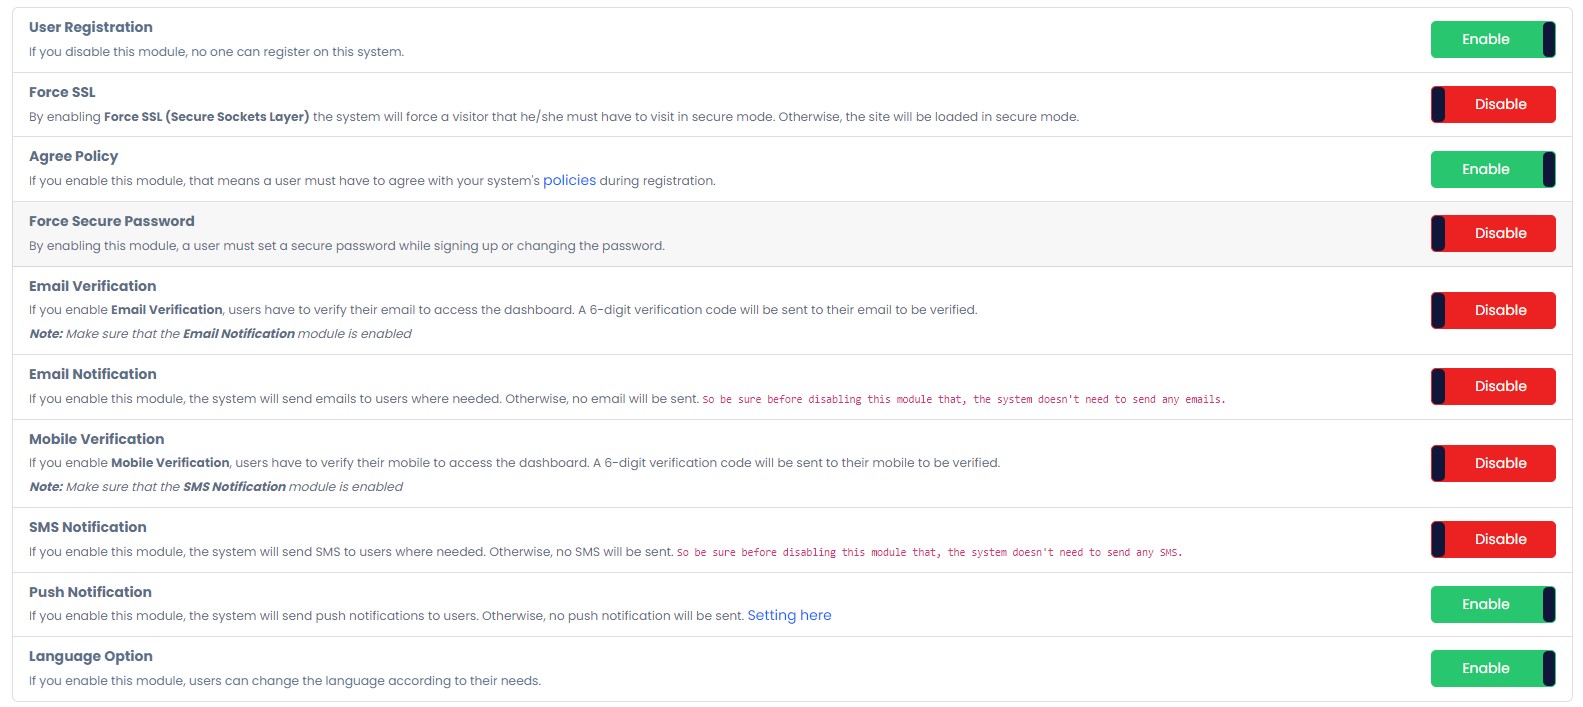 User Registration
If you disable this module, no one can register on this system.
Enable
Force SSL
By enabling Force SSL (Secure Sockets Layer) the system will force a visitor that he/she must have to visit in secure mode. Otherwise, the site will be loaded in secure mode.
Disable
Agree Policy
If you enable this module, that means a user must have to agree with your system's policies during registration.
Enable
Force Secure Password
By enabling this module, a user must set a secure password while signing up or changing the password.
Disable
Email Verification
If you enable Email Verification, users have to verify their email to access the dashboard. A 6-digit verification code will be sent to their email to be verified.
Note: Make sure that the Email Notification module is enabled
Disable
Email Notification
If you enable this module, the system will send emails to users where needed. Otherwise, no email will be sent. So be sure before disabling this module that, the system doesn't need to send any emails.
Disable
Mobile Verification
If you enable Mobile Verification, users have to verify their mobile to access the dashboard. A 6-digit verification code will be sent to their mobile to be verified.
Note: Make sure that the SMS Notification module is enabled
Disable
SMS Notification
If you enable this module, the system will send SMS to users where needed. Otherwise, no SMS will be sent. So be sure before disabling this module that, the system doesn't need to send any SMS.
Disable
Push Notification
If you enable this module, the system will send push notifications to users. Otherwise, no push notification will be sent. Setting here
Enable
Language Option
If you enable this module, users can change the language according to their needs.
Enable